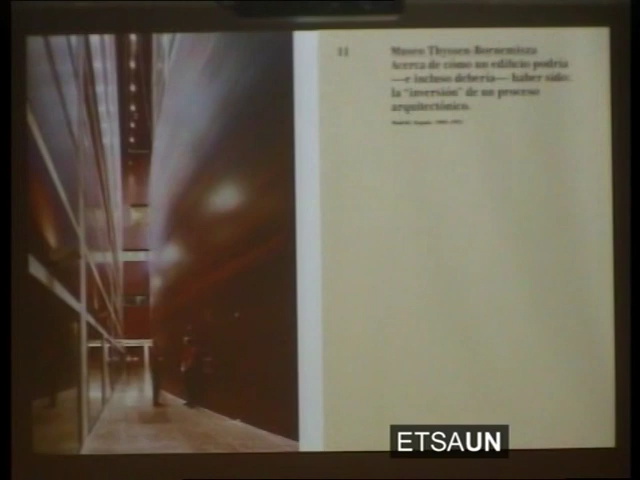 11
Museo Thyssen-Bornemisza
Acerca de cómo un edificio podría
—e incluso debería— haber sido:
la "inversión" de un proceso
arquitectónico.
ETSAUN